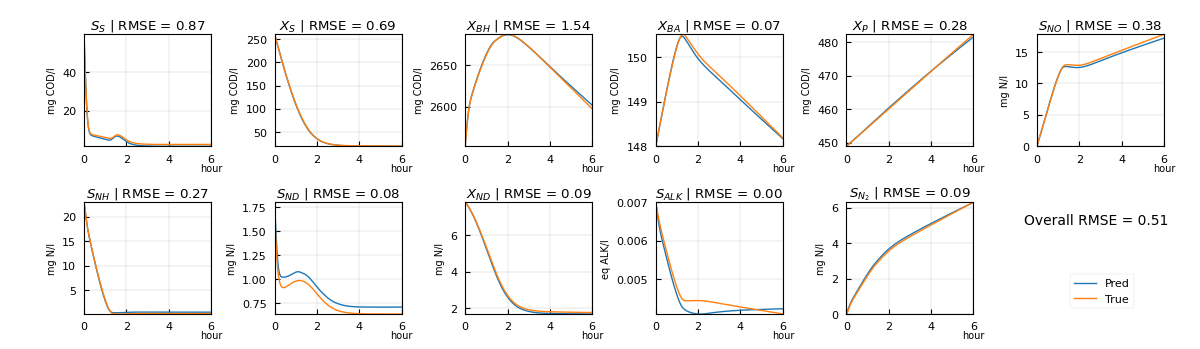 S_S | RMSE = 0.87
mg COD/l
40
20
0 2 4 6
hour
X_S | RMSE = 0.69
mg COD/l
250
200
150
100
50
0 2 4 6
hour
X_BH | RMSE = 1.54
mg COD/l
2650
2600
0 2 4 6
hour
X_BA | RMSE = 0.07
mg COD/l
150
149
148
0 2 4 6
hour
X_P | RMSE = 0.28
mg COD/l
480
470
460
450
0 2 4 6
hour
S_NO | RMSE = 0.38
mg N/l
15
10
5
0
0 2 4 6
hour
S_NH | RMSE = 0.27
mg N/l
20
15
10
5
0 2 4 6
hour
S_ND | RMSE = 0.08
mg N/l
1.75
1.50
1.25
1.00
0.75
0 2 4 6
hour
X_ND | RMSE = 0.09
mg N/l
6
4
2
0 2 4 6
hour
S_ALK | RMSE = 0.00
eq ALK/l
0.007
0.006
0.005
0 2 4 6
hour
S_N₂ | RMSE = 0.09
mg N/l
6
4
2
0
0 2 4 6
hour
Overall RMSE = 0.51
Pred
True